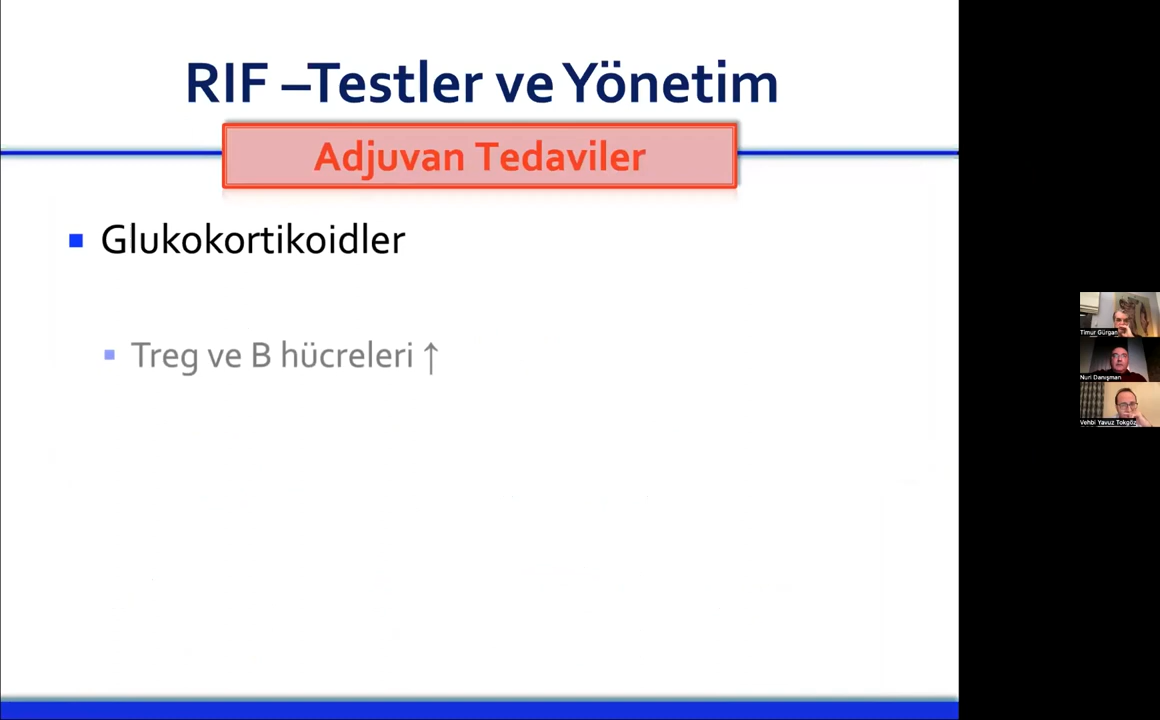 RIF –Testler ve Yönetim
Adjuvan Tedaviler
Glukokortikoidler
Treg ve B hücreleri ↑
Timur Gürgan
Nuri Danışman
Vehbi Yavuz Tokgöz